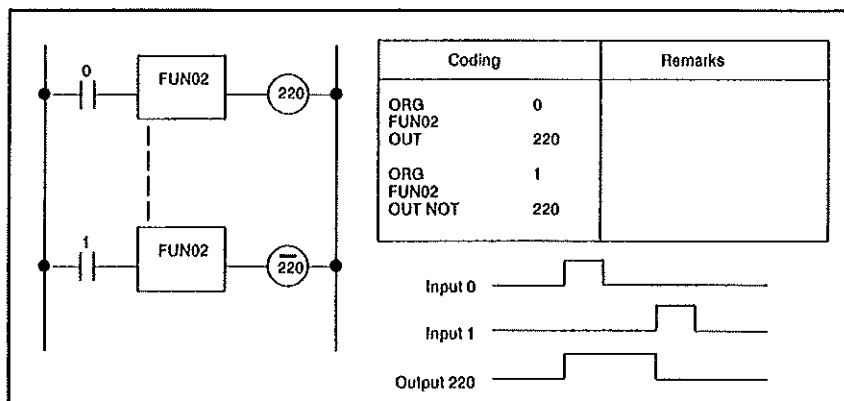 0
FUN02
220
1
FUN02
220
Coding Remarks
ORG 0
FUN02
OUT 220
ORG 1
FUN02
OUT NOT 220
Input 0
Input 1
Output 220